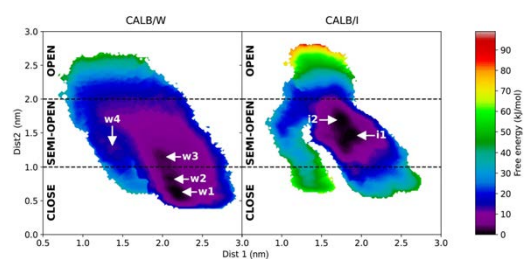 CALB/W
CALB/I
3.0
2.5
2.0
1.5
1.0
0.5
0.0
Dist2 (nm)
OPEN
SEMI-OPEN
CLOSE
w4
w3
w2
w1
OPEN
SEMI-OPEN
CLOSE
i2
i1
0.5 1.0 1.5 2.0 2.5 3.0 1.0 1.5 2.0 2.5 3.0
Dist 1 (nm)
90
80
70
60
50
40
30
20
10
0
Free energy (kJ/mol)